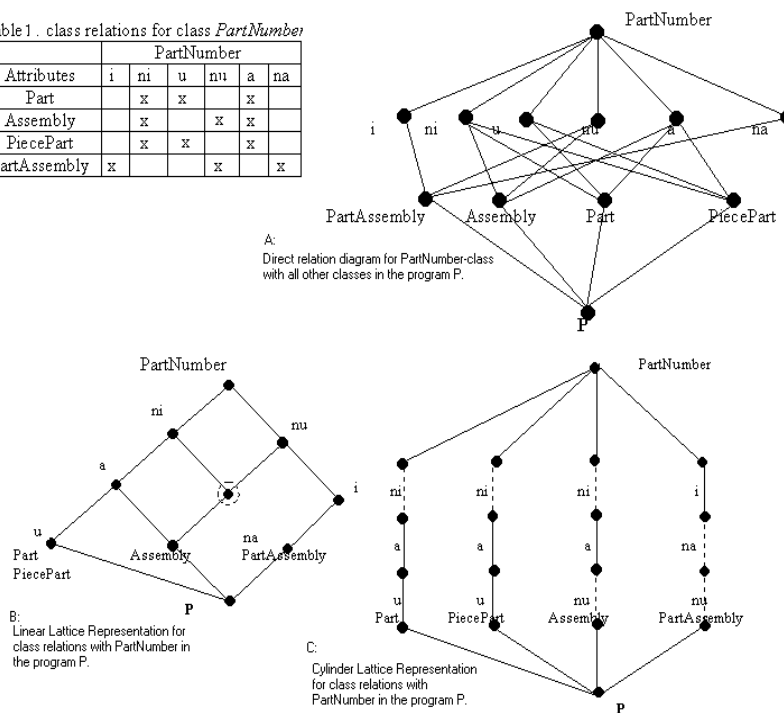 ble1. class relations for class PartNumber
PartNumber
Attributes i ni u nu a na
Part x x x
Assembly x x x
PiecePart x x x
artAssembly x x x
PartNumber
i ni u nu a na
PartAssembly Assembly Part PiecePart
P
A:
Direct relation diagram for PartNumber-class
with all other classes in the program P.
PartNumber
ni
nu
a
i
u
na
Part
Assembly
PartAssembly
PiecePart
P
B:
Linear Lattice Representation for
class relations with PartNumber in
the program P.
PartNumber
ni ni ni i
a a a na
u u nu nu
Part PiecePart Assembly PartAssembly
P
C:
Cylinder Lattice Representation
for class relations with
PartNumber in the program P.